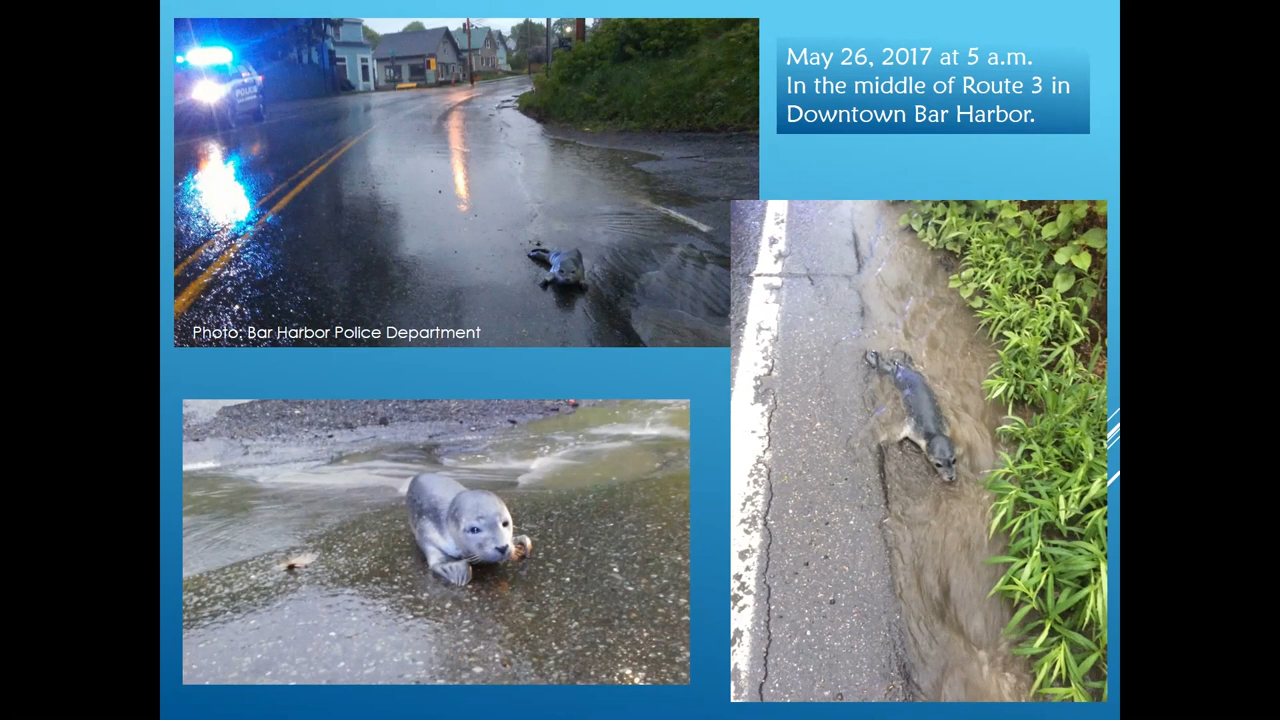 May 26, 2017 at 5 a.m.
In the middle of Route 3 in
Downtown Bar Harbor.
POLICE
Photo: Bar Harbor Police Department